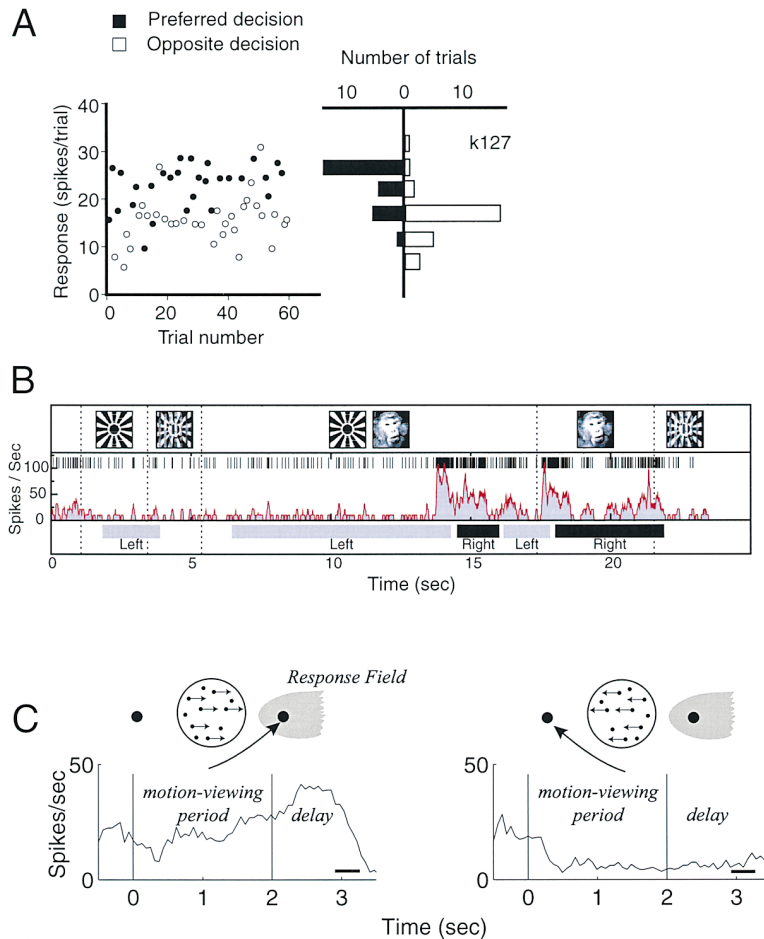 A
Preferred decision
Opposite decision
Number of trials
10 0 10
k127
Response (spikes/trial)
40
30
20
10
0
0 20 40 60
Trial number
B
Spikes / Sec
100
50
0
Left Left Right Left Right
0 5 10 15 20
Time (sec)
C
Response Field
Spikes/sec
50
0
motion-viewing
period
delay
0 1 2 3
50
0
motion-viewing
period
delay
0 1 2 3
Time (sec)